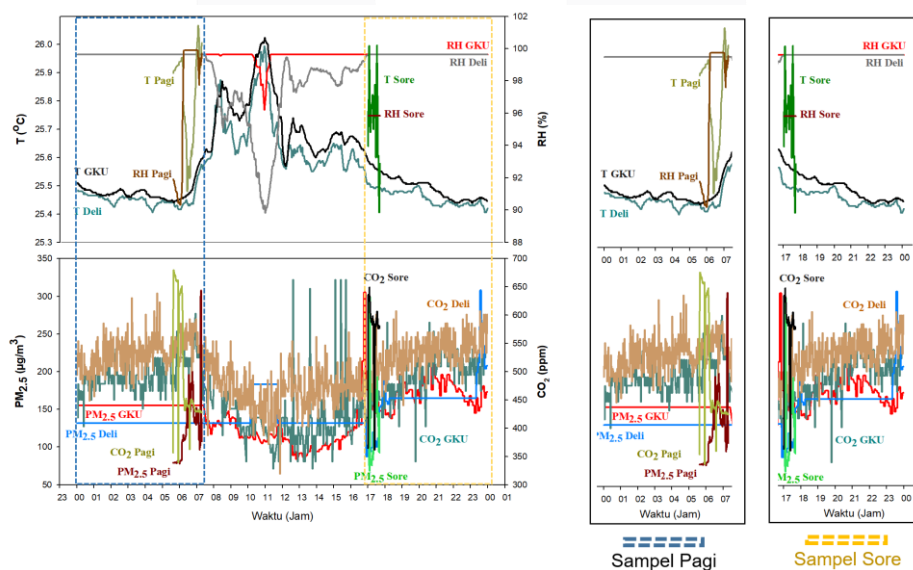 26.0
25.9
25.8
25.7
25.6
25.5
25.4
25.3
T (°C)
102
100
98
96
94
92
90
88
RH (%)
T Pagi
RH Pagi
T GKU
T Deli
RH GKU
RH Deli
T Sore
RH Sore
350
300
250
200
150
100
50
PM2.5 (µg/m3)
700
650
600
550
500
450
400
350
300
CO2 (ppm)
CO2 Sore
CO2 Deli
PM2.5 GKU
PM2.5 Deli
CO2 Pagi
PM2.5 Pagi
CO2 GKU
PM2.5 Sore
23 00 01 02 03 04 05 06 07 08 09 10 11 12 13 14 15 16 17 18 19 20 21 22 23 00 01
Waktu (Jam)
T Pagi
T GKU
RH Pagi
T Deli
00 01 02 03 04 05 06 07
PM2.5 GKU
M2.5 Deli
CO2 Pagi
PM2.5 Pagi
00 01 02 03 04 05 06 07
Waktu (Jam)
Sampel Pagi
RH GKU
RH Deli
T Sore
RH Sore
17 18 19 20 21 22 23 00
CO2 Sore
CO2 Deli
CO2 GKU
M2.5 Sore
17 18 19 20 21 22 23 00
Waktu (Jam)
Sampel Sore